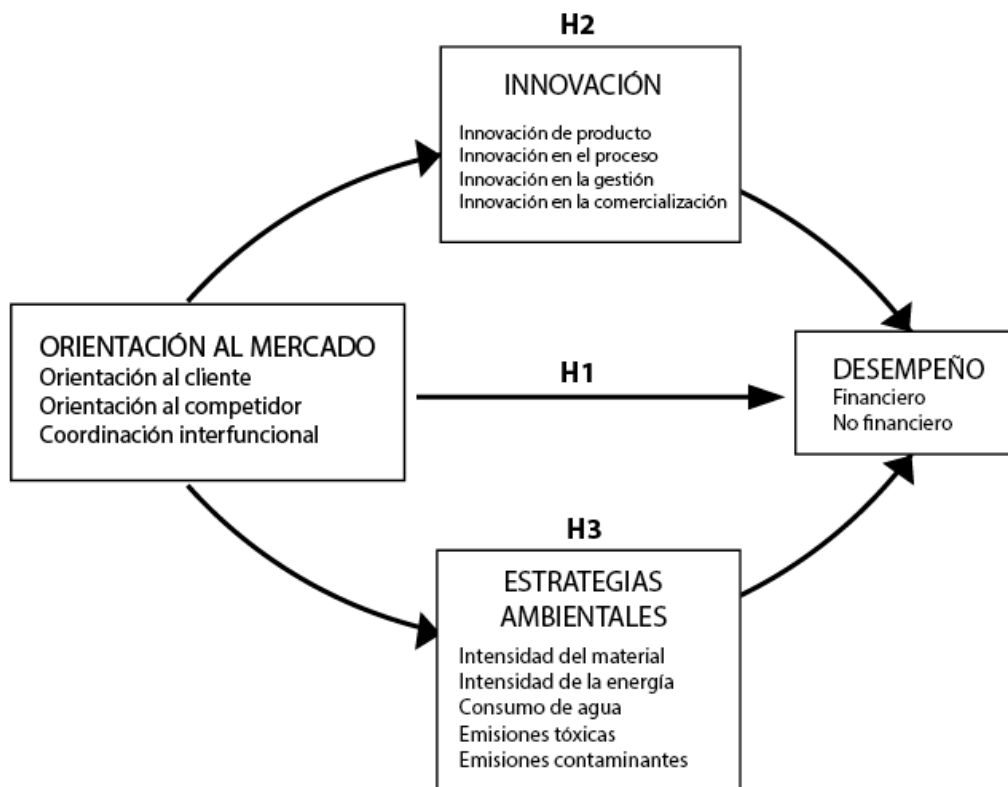 H2
INNOVACIÓN
Innovación de producto
Innovación en el proceso
Innovación en la gestión
Innovación en la comercialización
ORIENTACIÓN AL MERCADO
Orientación al cliente
Orientación al competidor
Coordinación interfuncional
H1
DESEMPEÑO
Financiero
No financiero
H3
ESTRATEGIAS
AMBIENTALES
Intensidad del material
Intensidad de la energía
Consumo de agua
Emisiones tóxicas
Emisiones contaminantes